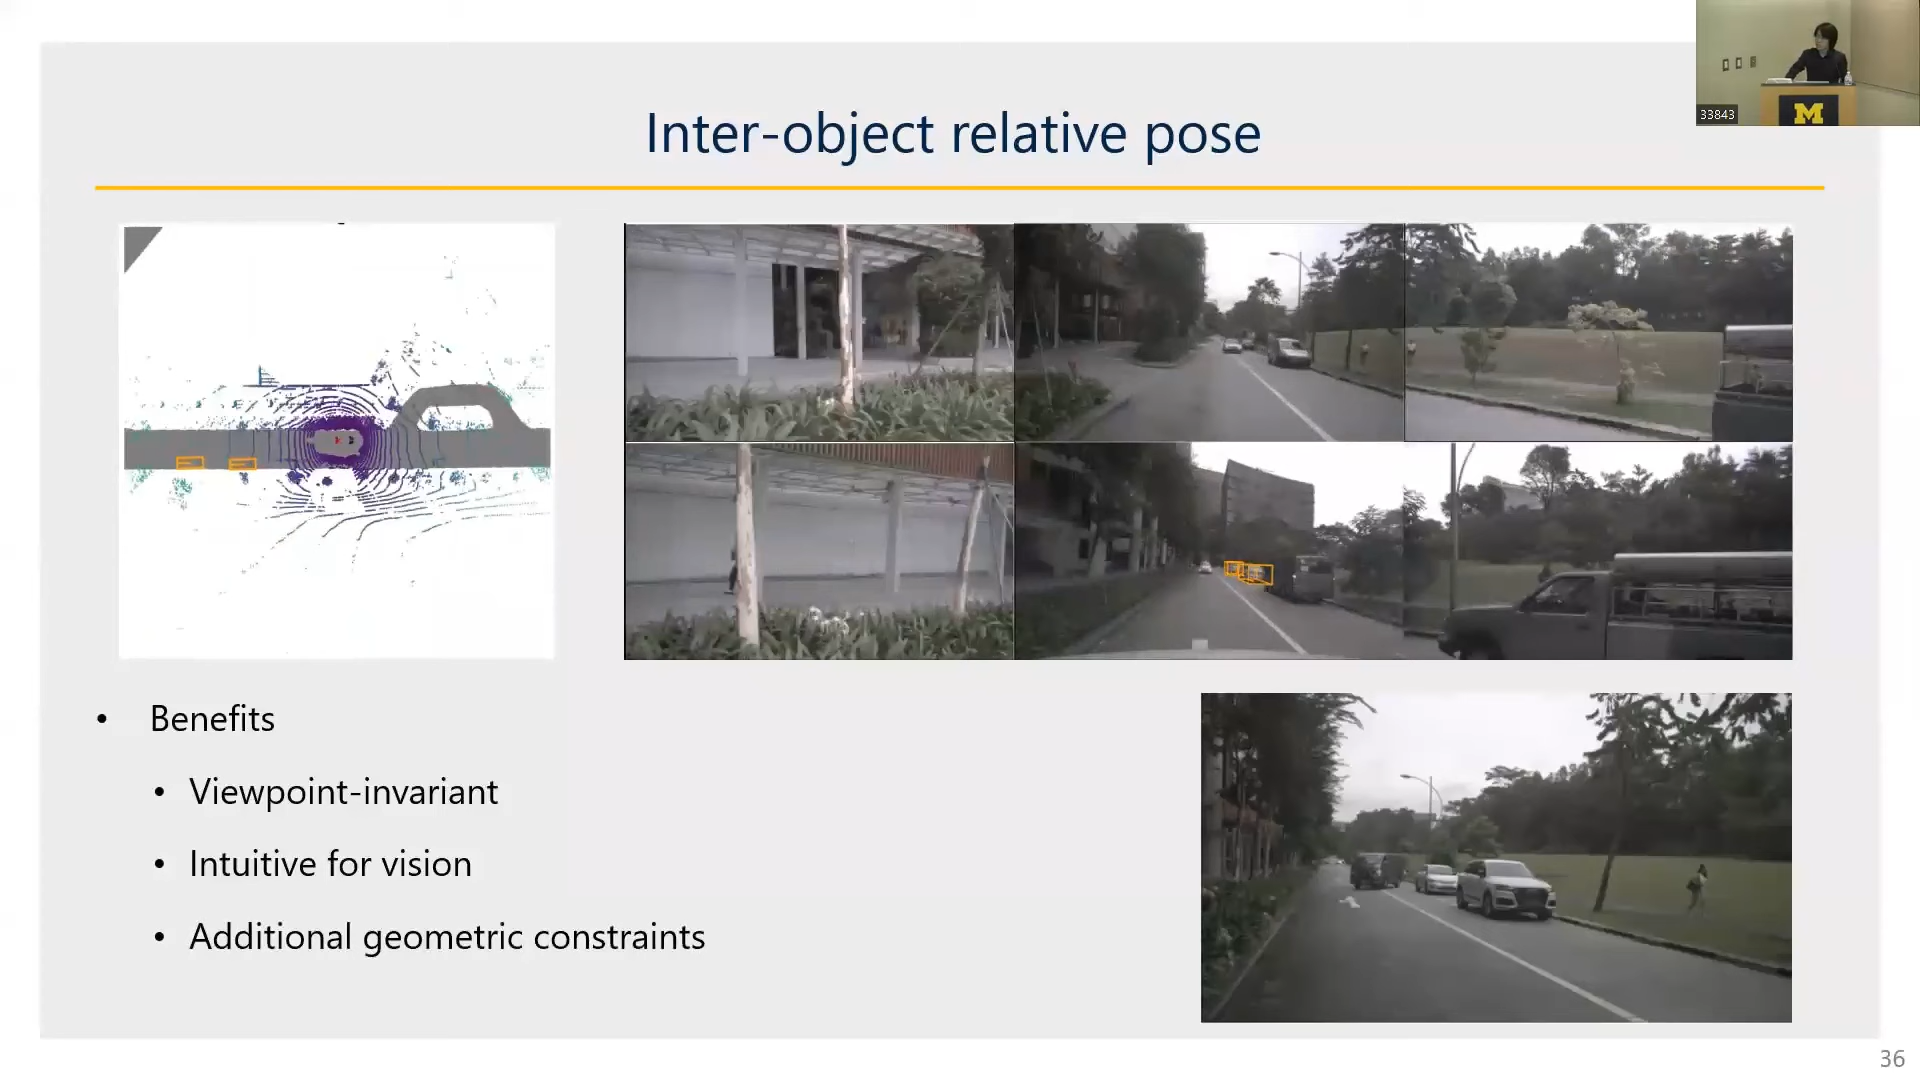 33843
M
Inter-object relative pose
• Benefits
• Viewpoint-invariant
• Intuitive for vision
• Additional geometric constraints
36